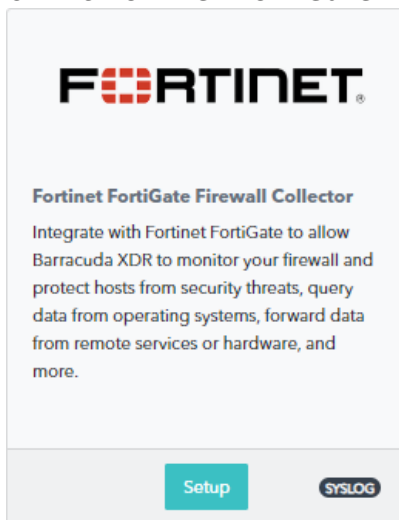 FORTINET®
Fortinet FortiGate Firewall Collector
Integrate with Fortinet FortiGate to allow
Barracuda XDR to monitor your firewall and
protect hosts from security threats, query
data from operating systems, forward data
from remote services or hardware, and
more.
Setup
SYSLOG